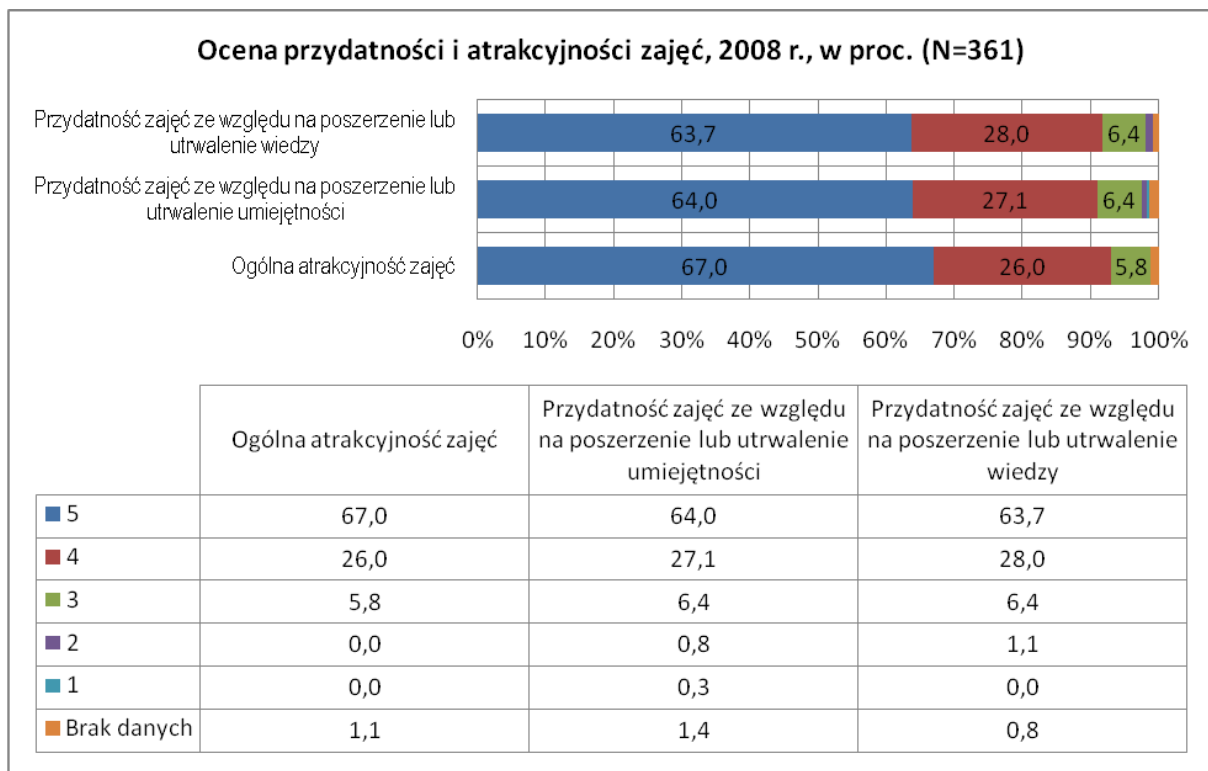 Ocena przydatności i atrakcyjności zajęć, 2008 r., w proc. (N=361)
Przydatność zajęć ze względu na poszerzenie lub
utrwalenie wiedzy
63,7 28,0 6,4
Przydatność zajęć ze względu na poszerzenie lub
utrwalenie umiejętności
64,0 27,1 6,4
Ogólna atrakcyjność zajęć
67,0 26,0 5,8
0% 10% 20% 30% 40% 50% 60% 70% 80% 90% 100%
Ogólna atrakcyjność zajęć
Przydatność zajęć ze względu
na poszerzenie lub utrwalenie
umiejętności
Przydatność zajęć ze względu
na poszerzenie lub utrwalenie
wiedzy
5 67,0 64,0 63,7
4 26,0 27,1 28,0
3 5,8 6,4 6,4
2 0,0 0,8 1,1
1 0,0 0,3 0,0
Brak danych 1,1 1,4 0,8